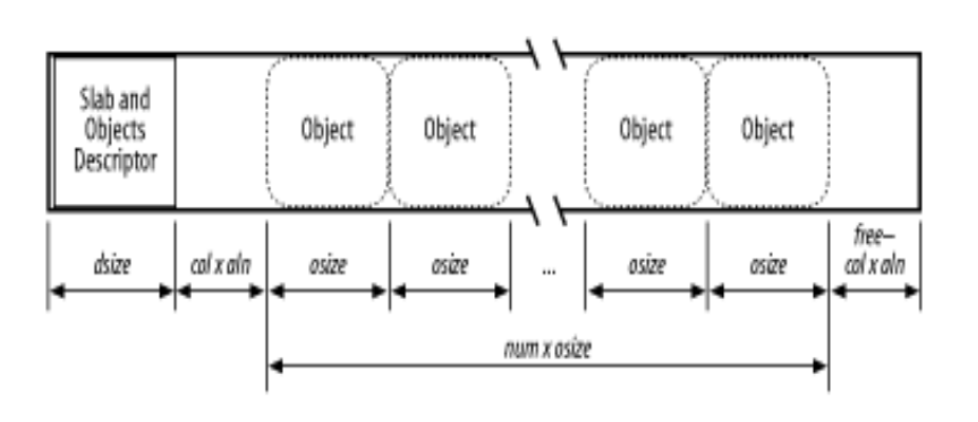 Slab and
Objects
Descriptor
Object
Object
Object
Object
dsize
col x aln
osize
osize
...
osize
osize
free–
col x aln
num x osize